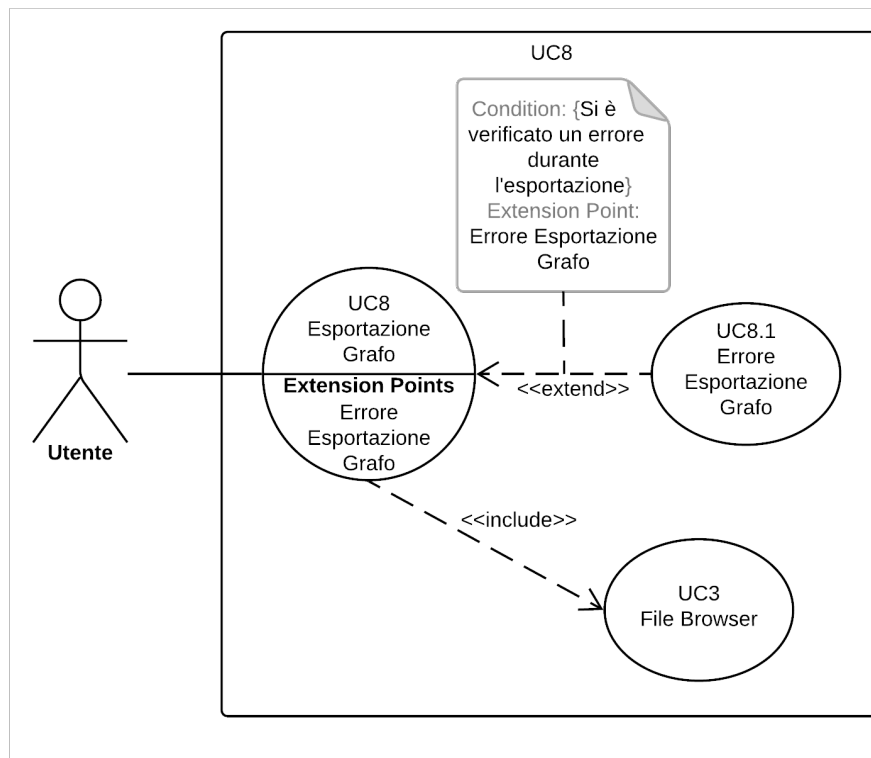 UC8
Condition: {Si è
verificato un errore
durante
l'esportazione}
Extension Point:
Errore Esportazione
Grafo
UC8
Esportazione
Grafo
Extension Points
Errore
Esportazione
Grafo
<<extend>>
UC8.1
Errore
Esportazione
Grafo
Utente
<<include>>
UC3
File Browser